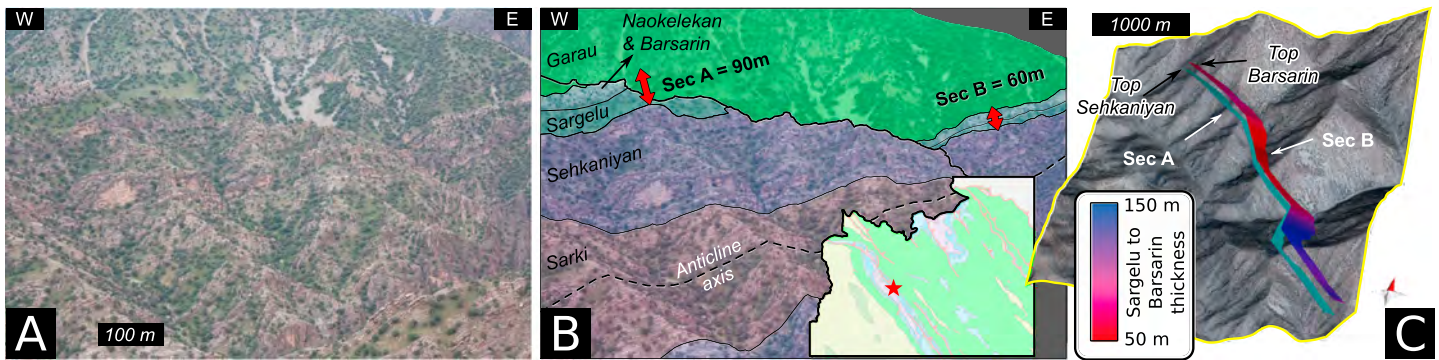 W
E
100 m
A
W
E
Naokelekan
& Barsarin
Garau
Sec A = 90m
Sec B = 60m
Sargelu
Sehkaniyan
Sarki
Anticline
axis
B
1000 m
Top
Barsarin
Top
Sehkaniyan
Sec A
Sec B
150 m
50 m
Sargelu to
Barsarin
thickness
C